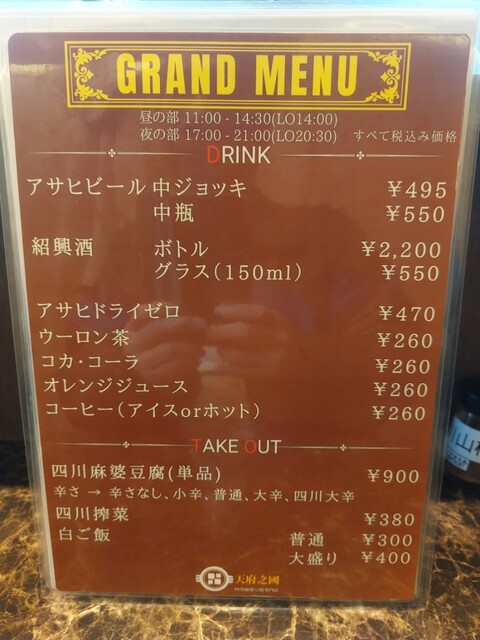 GRAND MENU
昼の部 11:00 - 14:30(LO14:00)
夜の部 17:00 - 21:00(LO20:30) すべて税込み価格
DRINK
アサヒビール 中ジョッキ ￥495
中瓶 ￥550
紹興酒 ボトル ￥2,200
グラス(150ml) ￥550
アサヒドライゼロ ￥470
ウーロン茶 ￥260
コカ・コーラ ￥260
オレンジジュース ￥260
コーヒー(アイスorホット) ￥260
TAKE OUT
四川麻婆豆腐(単品) ￥900
辛さ → 辛さなし、小辛、普通、大辛、四川大辛
四川搾菜 ￥380
白ご飯 普通 ￥300
大盛り ￥400
天府之國